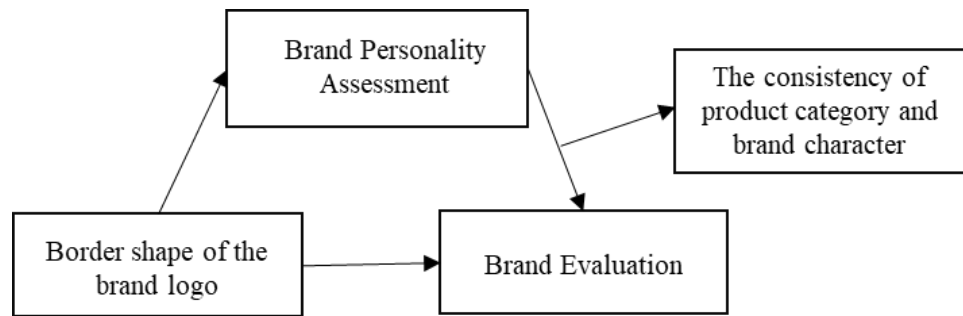 Brand Personality
Assessment
The consistency of
product category and
brand character
Border shape of the
brand logo
Brand Evaluation